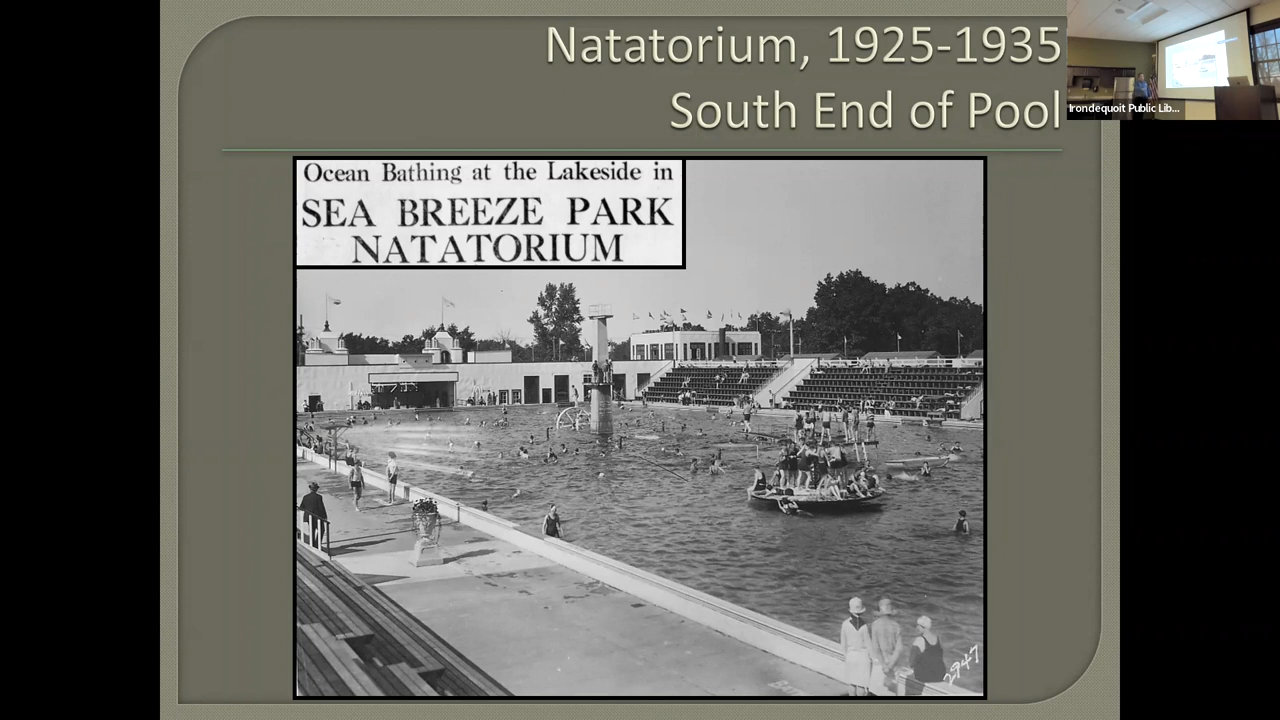 Natatorium, 1925-1935
South End of Pool
Irondequoit Public Lib...
Ocean Bathing at the Lakeside in
SEA BREEZE PARK
NATATORIUM
2947